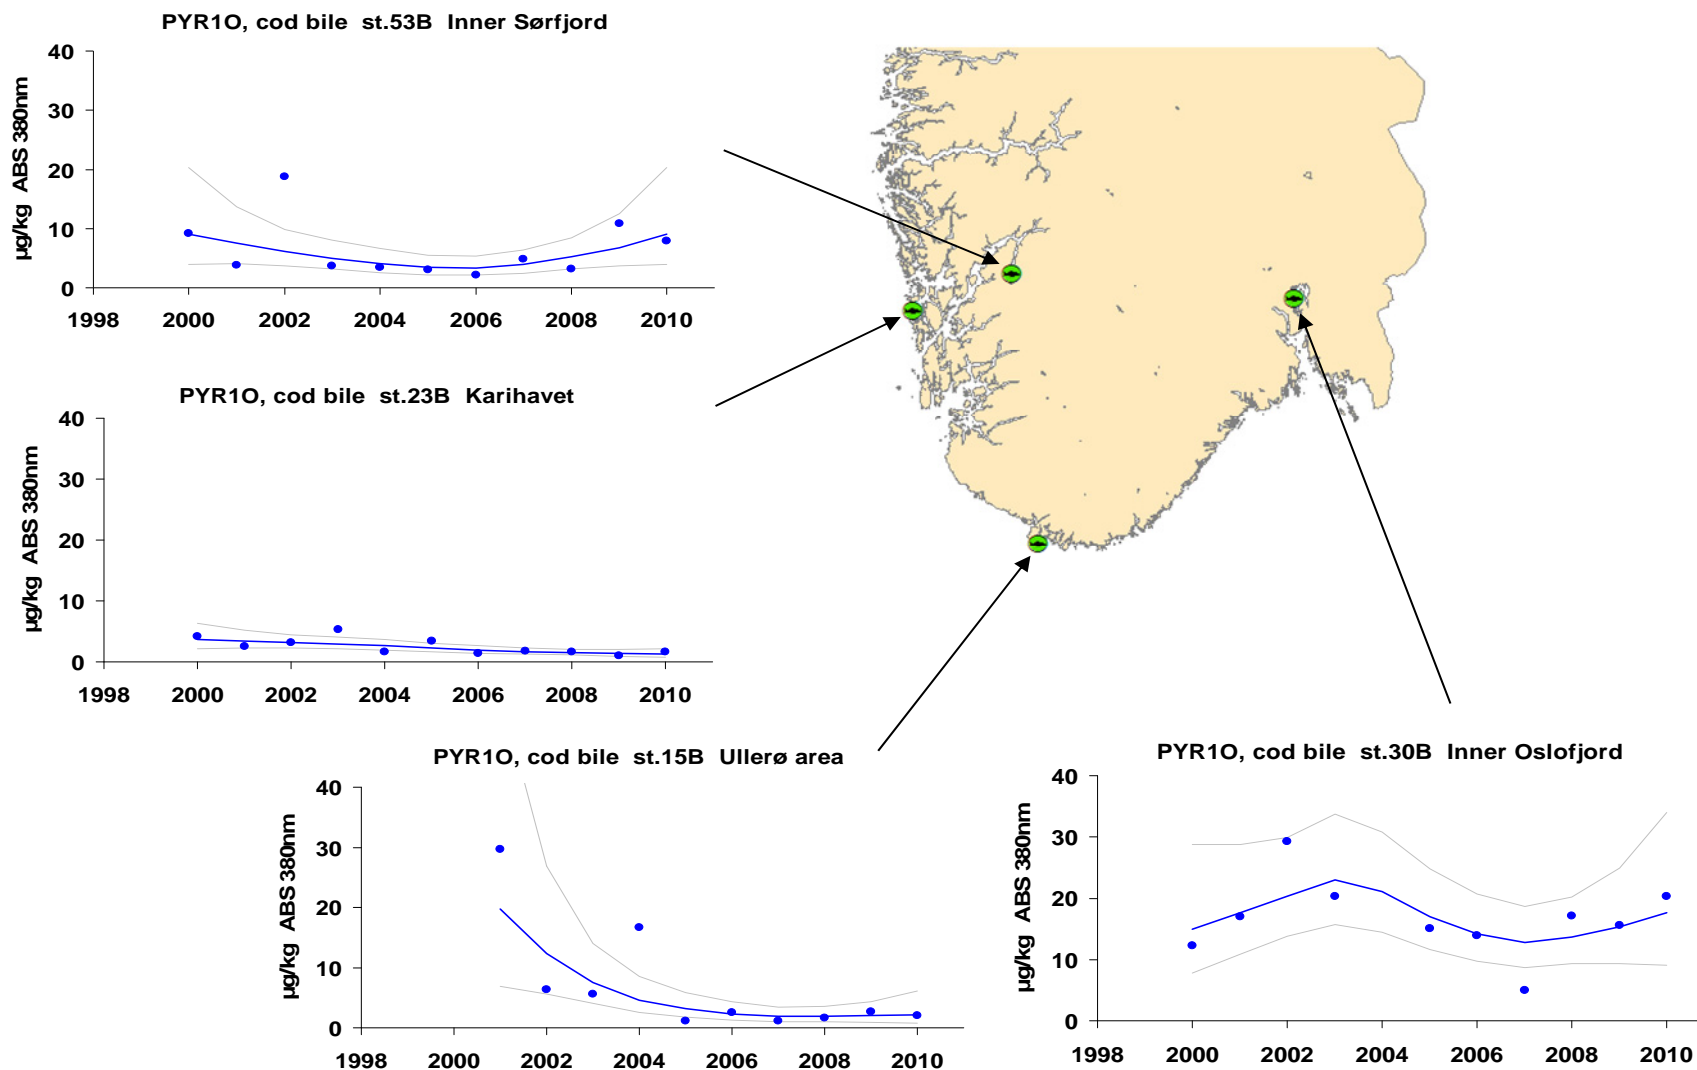 PYR1O, cod bile  st.53B  Inner Sørfjord
µg/kg  ABS 380nm
40
30
20
10
0
1998 2000 2002 2004 2006 2008 2010
PYR1O, cod bile  st.23B  Karihavet
µg/kg  ABS 380nm
40
30
20
10
0
1998 2000 2002 2004 2006 2008 2010
PYR1O, cod bile  st.15B  Ullerø area
µg/kg  ABS 380nm
40
30
20
10
0
1998 2000 2002 2004 2006 2008 2010
PYR1O, cod bile  st.30B  Inner Oslofjord
µg/kg  ABS 380nm
40
30
20
10
0
1998 2000 2002 2004 2006 2008 2010